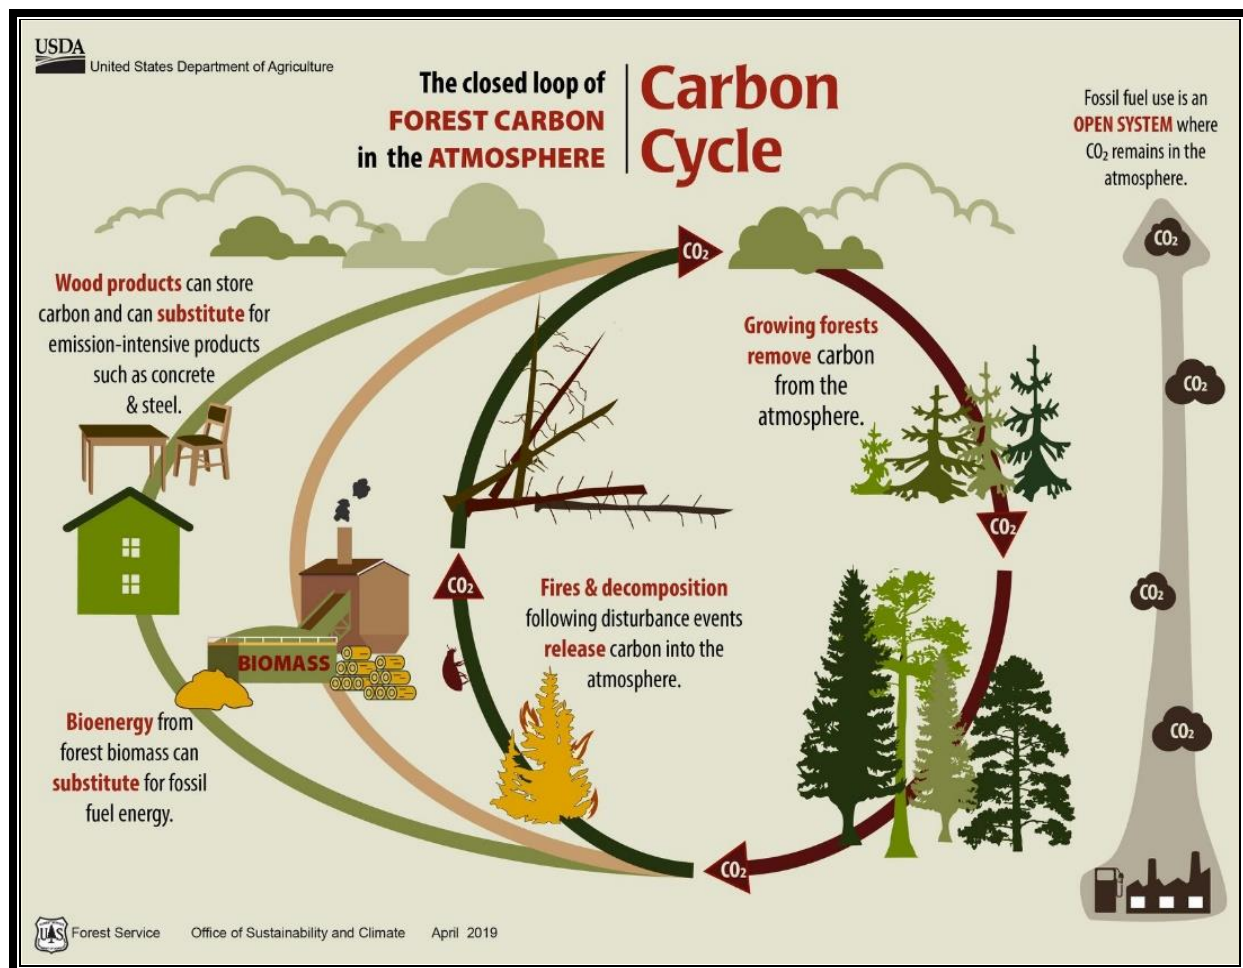 USDA
United States Department of Agriculture
The closed loop of
FOREST CARBON
in the ATMOSPHERE
Carbon
Cycle
Fossil fuel use is an
OPEN SYSTEM where
CO₂ remains in the
atmosphere.
CO₂
CO₂
Wood products can store
carbon and can substitute for
emission-intensive products
such as concrete
& steel.
Growing forests
remove carbon
from the
atmosphere.
CO₂
CO₂
CO₂
Fires & decomposition
following disturbance events
release carbon into the
atmosphere.
CO₂
BIOMASS
Bioenergy from
forest biomass can
substitute for fossil
fuel energy.
CO₂
CO₂
UAS
Forest Service
Office of Sustainability and Climate
April 2019